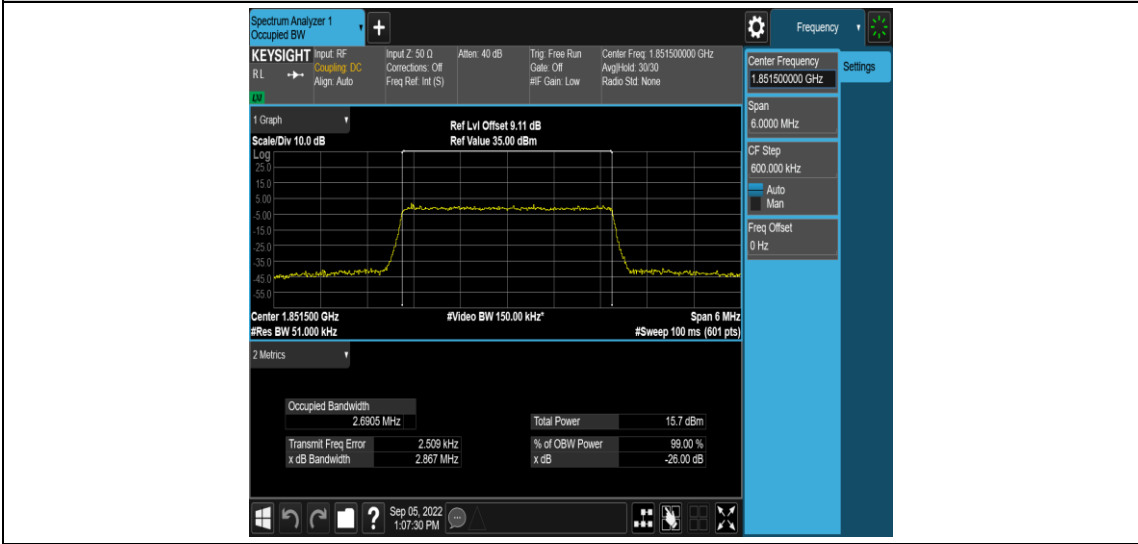 Spectrum Analyzer 1
Occupied BW
+
Frequency
KEYSIGHT
RL
LM
Input: RF
Coupling: DC
Align: Auto
Input Z: 50 Ω
Corrections: Off
Freq Ref: Int (S)
Atten: 40 dB
Trig: Free Run
Gate: Off
#IF Gain: Low
Center Freq: 1.851500000 GHz
Avg|Hold: 30/30
Radio Std: None
Center Frequency
1.851500000 GHz
Settings
Span
6.0000 MHz
CF Step
600.000 kHz
Auto
Man
Freq Offset
0 Hz
1 Graph
Scale/Div 10.0 dB
Ref Lvl Offset 9.11 dB
Ref Value 35.00 dBm
Log
25.0
15.0
5.00
-5.00
-15.0
-25.0
-35.0
-45.0
-55.0
Center 1.851500 GHz
#Video BW 150.00 kHz*
Span 6 MHz
#Res BW 51.000 kHz
#Sweep 100 ms (601 pts)
2 Metrics
Occupied Bandwidth
2.6905 MHz
Total Power 15.7 dBm
Transmit Freq Error 2.509 kHz
% of OBW Power 99.00 %
x dB Bandwidth 2.867 MHz
x dB -26.00 dB
?
Sep 05, 2022
1:07:30 PM